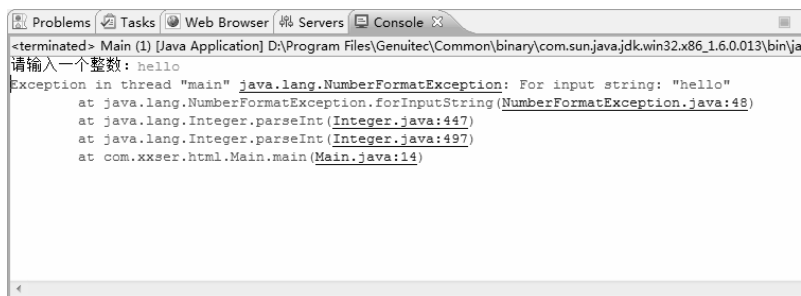 Problems Tasks Web Browser Servers Console
<terminated> Main (1) [Java Application] D:\Program Files\Genuitec\Common\binary\com.sun.java.jdk.win32.x86_1.6.0.013\bin\ja
请输入一个整数：hello
Exception in thread "main" java.lang.NumberFormatException: For input string: "hello"
at java.lang.NumberFormatException.forInputString(NumberFormatException.java:48)
at java.lang.Integer.parseInt(Integer.java:447)
at java.lang.Integer.parseInt(Integer.java:497)
at com.xxser.html.Main.main(Main.java:14)